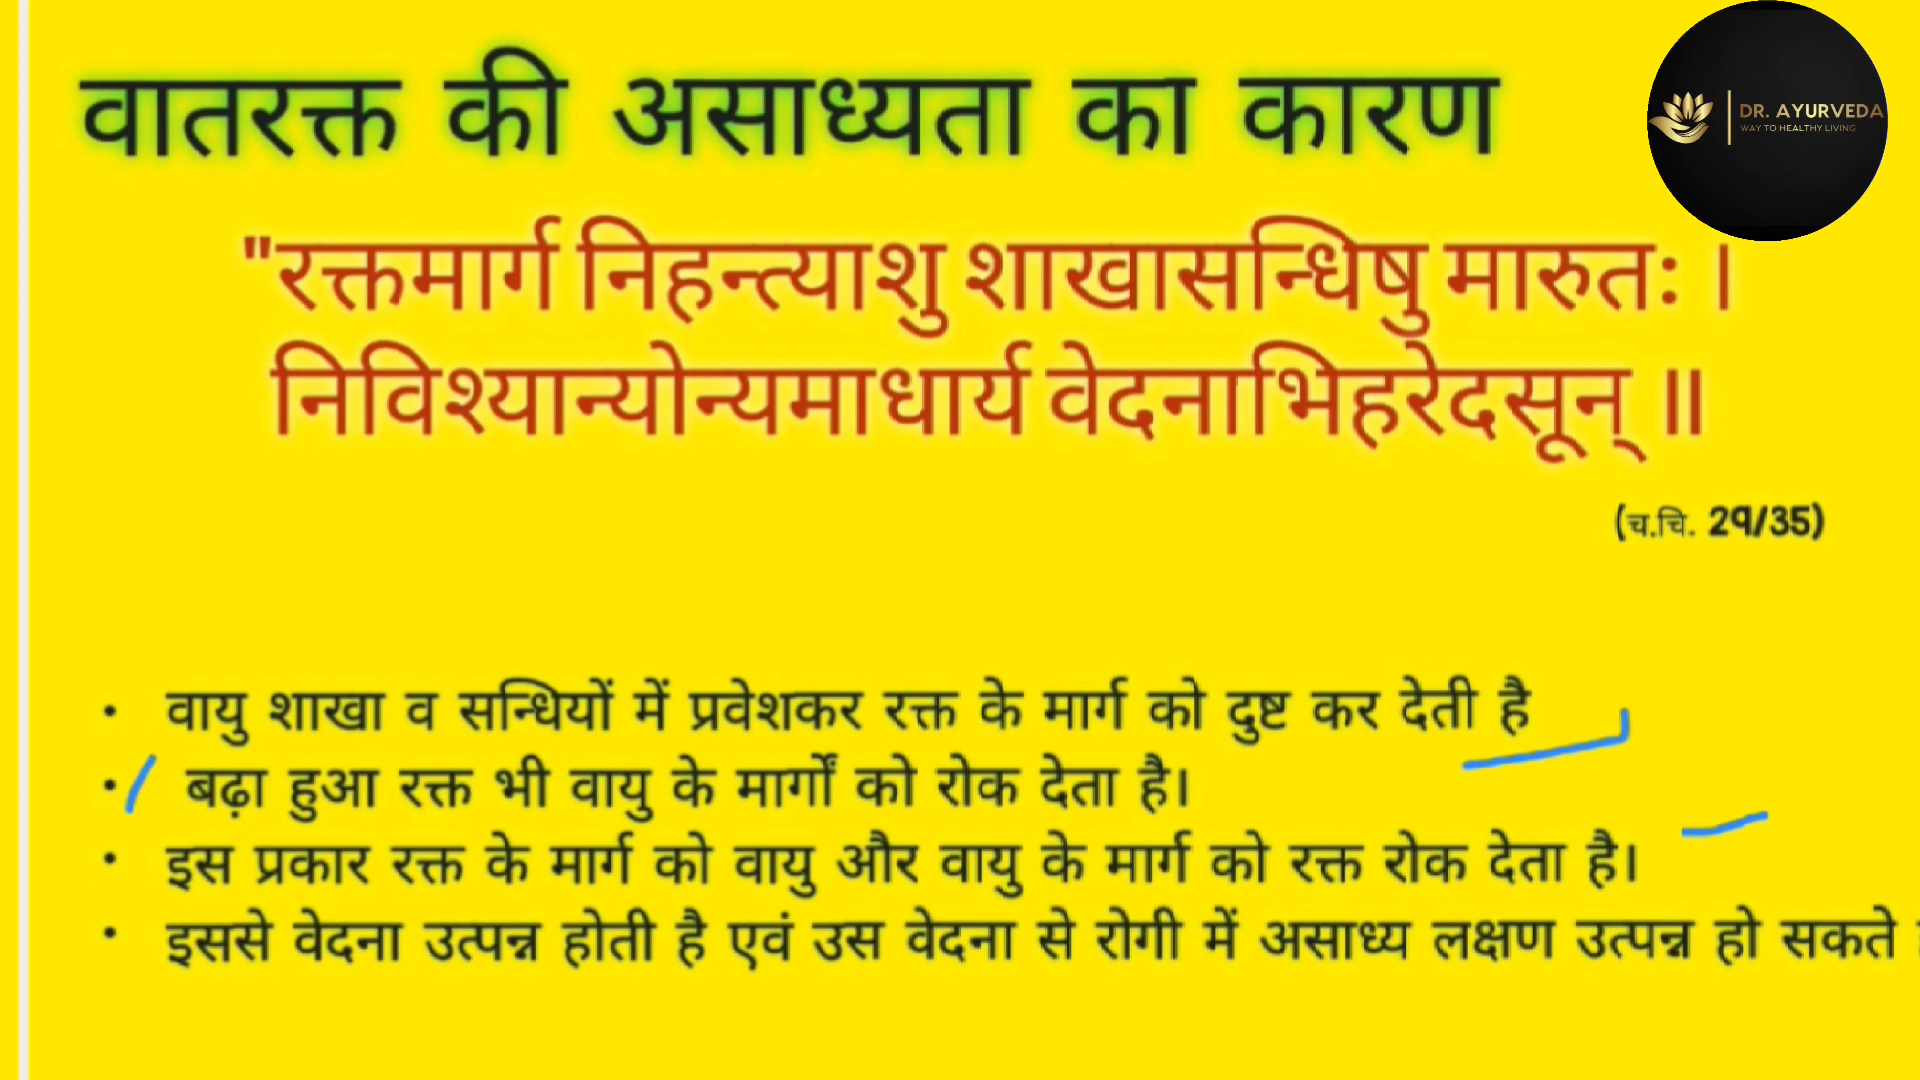 वातरक्त की असाध्यता का कारण
DR. AYURVEDA
WAY TO HEALTHY LIVING
"रक्तमार्ग निहन्त्याशु शाखासन्धिषु मारुतः ।
निविश्यान्योन्यमाधार्य वेदनाभिहरेदसून् ॥
(च.चि. 29/35)
• वायु शाखा व सन्धियों में प्रवेशकर रक्त के मार्ग को दुष्ट कर देती है
• बढ़ा हुआ रक्त भी वायु के मार्गों को रोक देता है।
• इस प्रकार रक्त के मार्ग को वायु और वायु के मार्ग को रक्त रोक देता है।
• इससे वेदना उत्पन्न होती है एवं उस वेदना से रोगी में असाध्य लक्षण उत्पन्न हो सकते